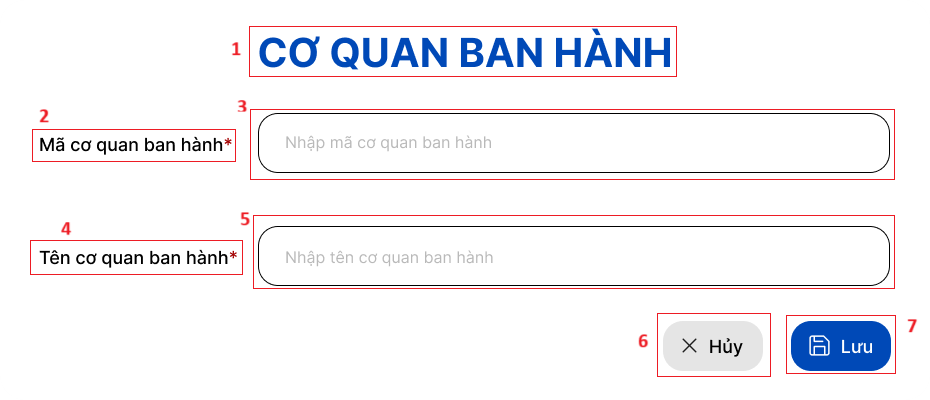 1 CƠ QUAN BAN HÀNH
2
3
Mã cơ quan ban hành*
Nhập mã cơ quan ban hành
4
5
Tên cơ quan ban hành*
Nhập tên cơ quan ban hành
6
Hủy
Lưu
7